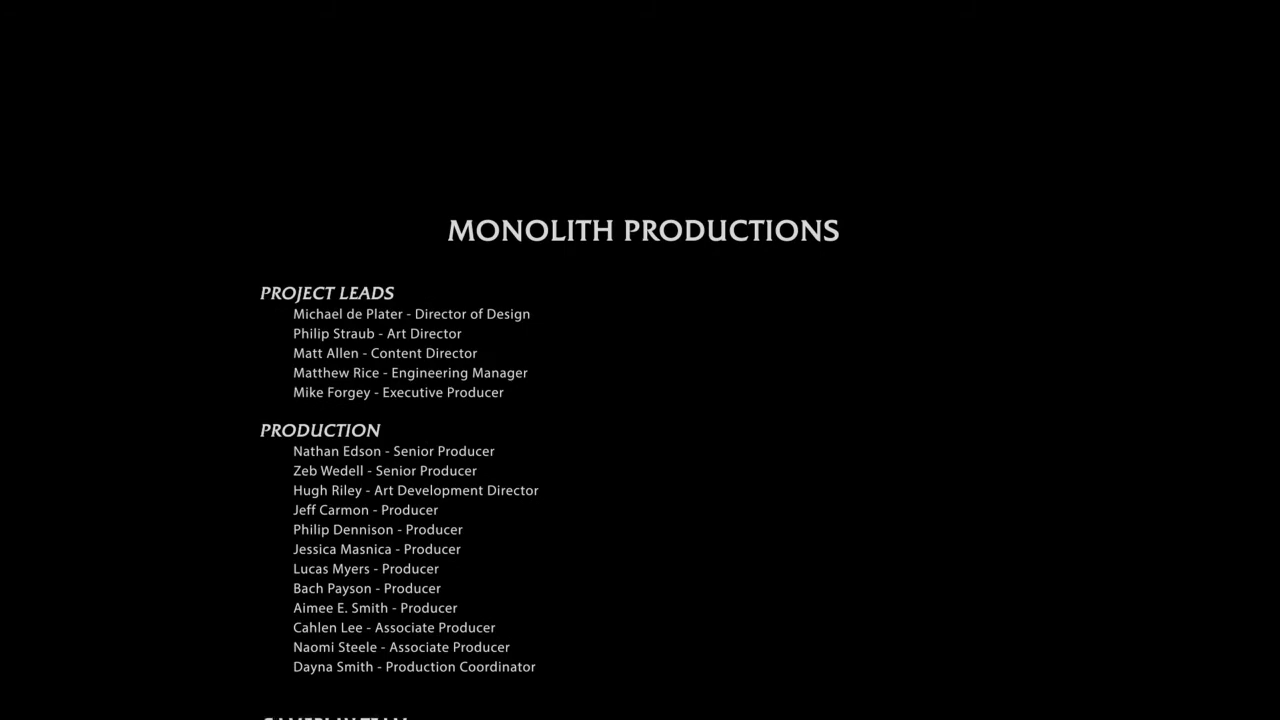 MONOLITH PRODUCTIONS
PROJECT LEADS
Michael de Plater - Director of Design
Philip Straub - Art Director
Matt Allen - Content Director
Matthew Rice - Engineering Manager
Mike Forgey - Executive Producer
PRODUCTION
Nathan Edson - Senior Producer
Zeb Wedell - Senior Producer
Hugh Riley - Art Development Director
Jeff Carmon - Producer
Philip Dennison - Producer
Jessica Masnica - Producer
Lucas Myers - Producer
Bach Payson - Producer
Aimee E. Smith - Producer
Cahlen Lee - Associate Producer
Naomi Steele - Associate Producer
Dayna Smith - Production Coordinator